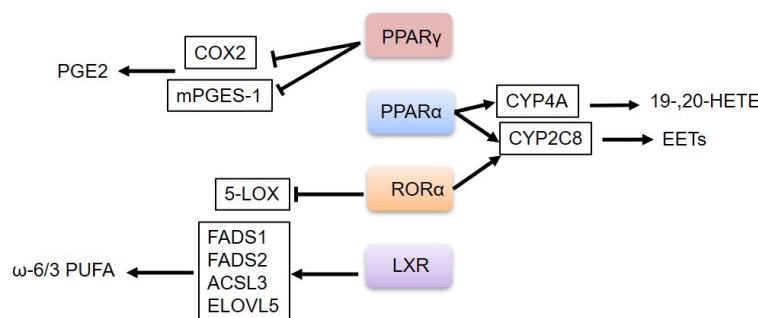 PPARγ
COX2
PGE2
mPGES-1
PPARα
CYP4A
19-,20-HETE
CYP2C8
EETs
5-LOX
RORα
FADS1
FADS2
ACSL3
ELOVL5
ω-6/3 PUFA
LXR